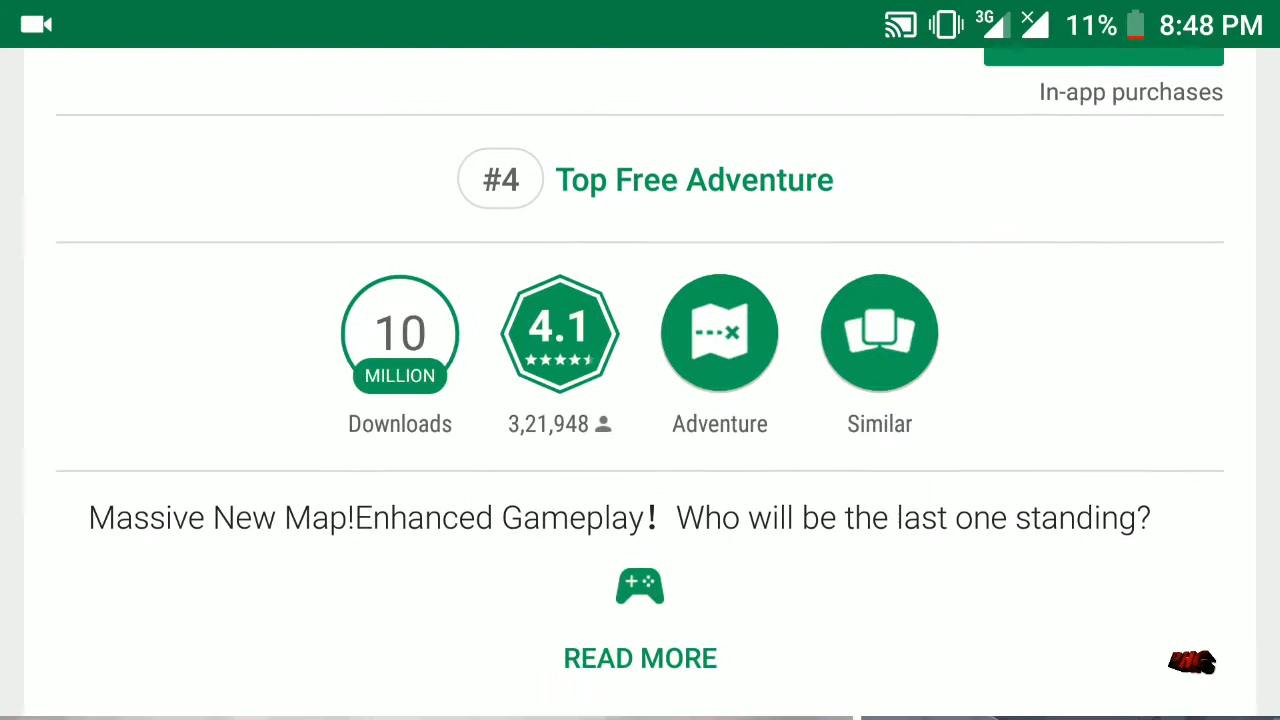 3G 11% 8:48 PM
In-app purchases
#4 Top Free Adventure
10
MILLION
Downloads
4.1
3,21,948
Adventure
Similar
Massive New Map!Enhanced Gameplay！ Who will be the last one standing?
READ MORE